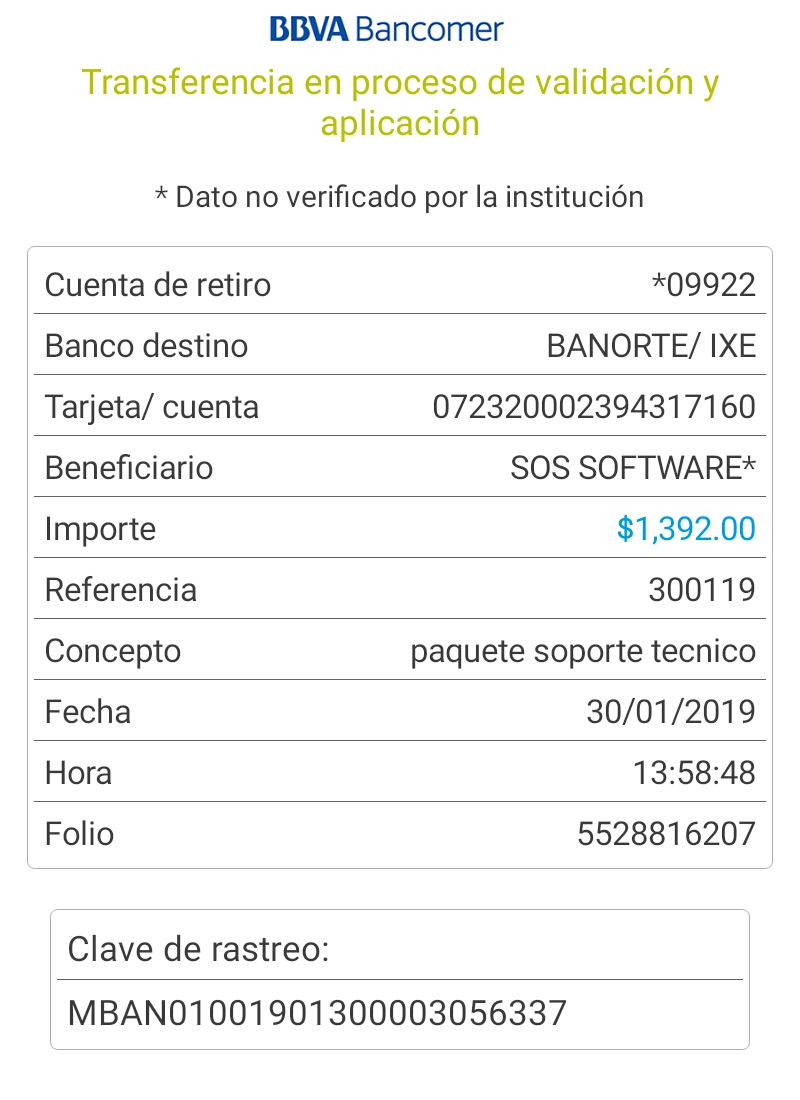 BBVA Bancomer
Transferencia en proceso de validación y
aplicación
* Dato no verificado por la institución
Cuenta de retiro *09922
Banco destino BANORTE/ IXE
Tarjeta/ cuenta 072320002394317160
Beneficiario SOS SOFTWARE*
Importe $1,392.00
Referencia 300119
Concepto paquete soporte tecnico
Fecha 30/01/2019
Hora 13:58:48
Folio 5528816207
Clave de rastreo:
MBAN01001901300003056337